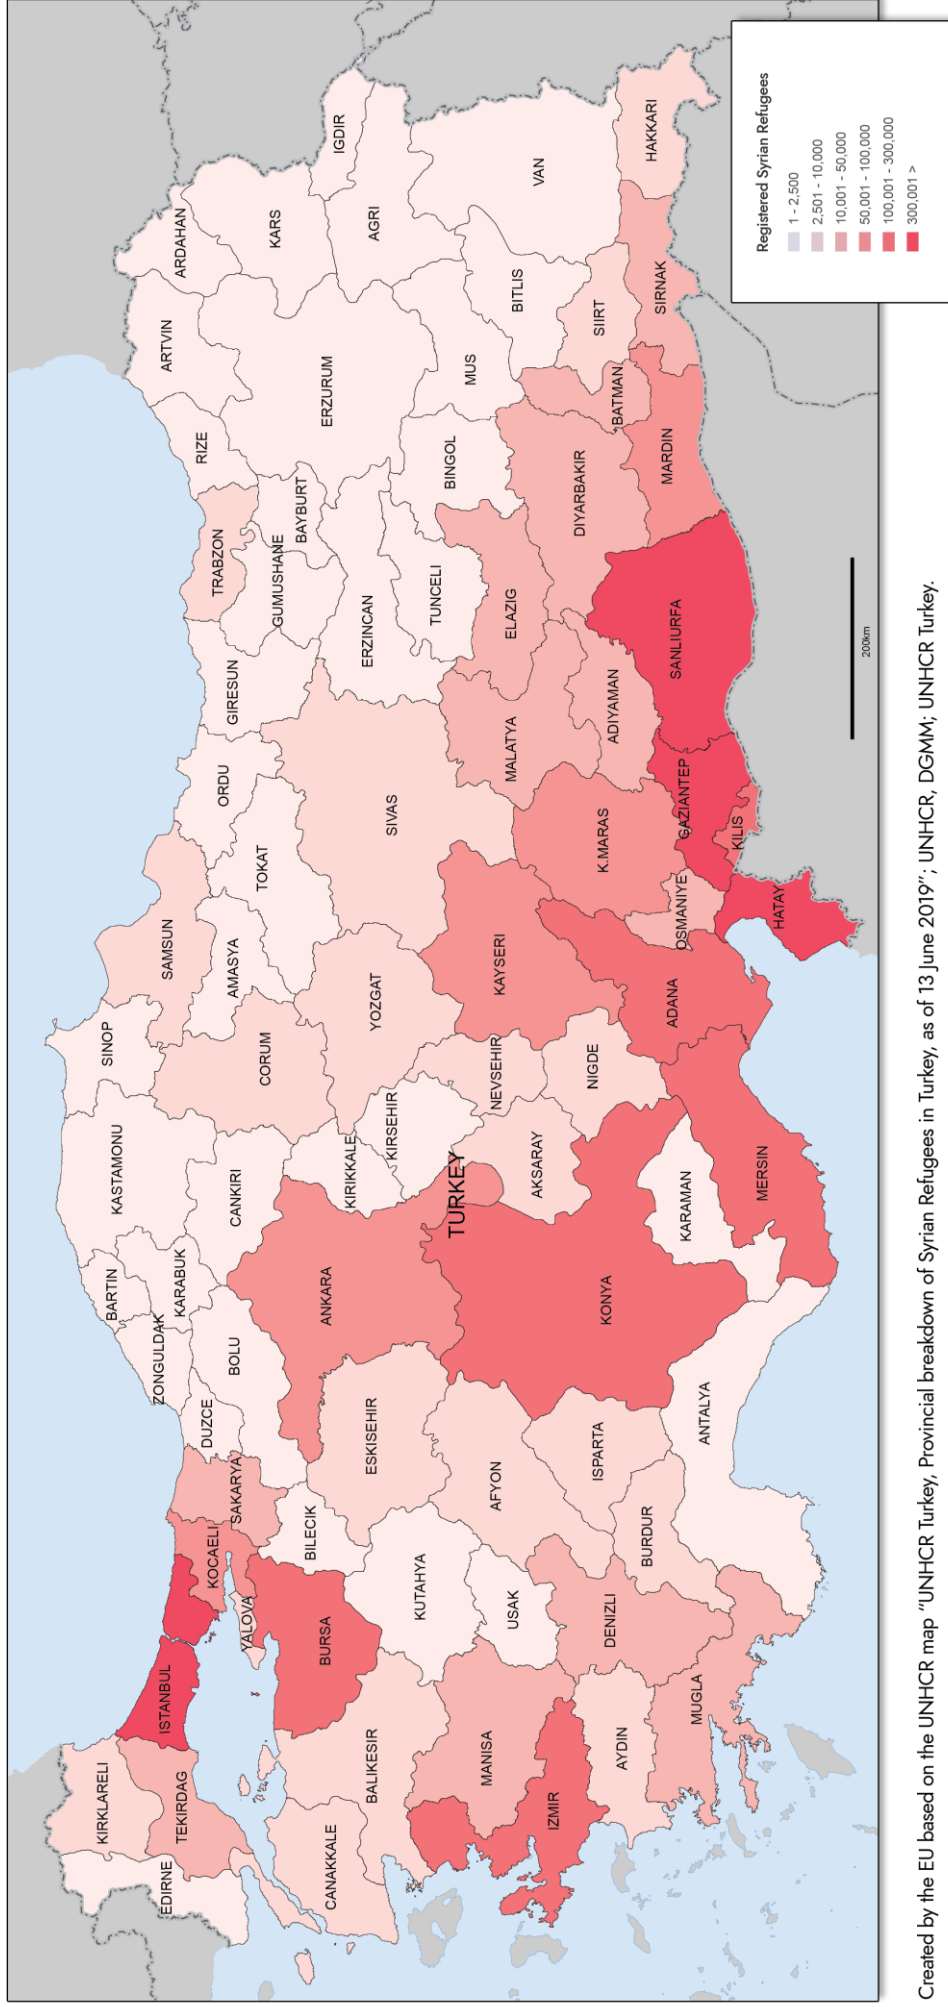 KIRKLARELI
EDIRNE
TEKIRDAG
ISTANBUL
KOCAELI
YALOVA
SAKARYA
DUZCE
ZONGULDAK
BARTIN
KARABUK
KASTAMONU
SINOP
SAMSUN
ORDU
GIRESUN
TRABZON
RIZE
ARTVIN
ARDAHAN
CANAKKALE
BALIKESIR
BURSA
BILECIK
BOLU
CANKIRI
CORUM
AMASYA
TOKAT
GUMUSHANE
BAYBURT
ERZURUM
KARS
IGDIR
KUTAHYA
ESKISEHIR
ANKARA
KIRIKKALE
KIRSEHIR
YOZGAT
SIVAS
ERZINCAN
TUNCELI
BINGOL
MUS
AGRI
TURKEY
MANISA
USAK
AFYON
AKSARAY
NEVSEHIR
KAYSERI
MALATYA
ELAZIG
DIYARBAKIR
BATMAN
SIIRT
BITLIS
VAN
IZMIR
AYDIN
DENIZLI
ISPARTA
KONYA
NIGDE
K.MARAS
ADIYAMAN
MUGLA
BURDUR
ANTALYA
KARAMAN
MERSIN
ADANA
OSMANIYE
GAZIANTEP
KILIS
HATAY
SANLIURFA
MARDIN
SIRNAK
HAKKARI
200km
Registered Syrian Refugees
1 - 2,500
2,501 - 10,000
10,001 - 50,000
50,001 - 100,000
100,001 - 300,000
300,001 >
Created by the EU based on the UNHCR map "UNHCR Turkey, Provincial breakdown of Syrian Refugees in Turkey, as of 13 June 2019"; UNHCR, DGMM; UNHCR Turkey.